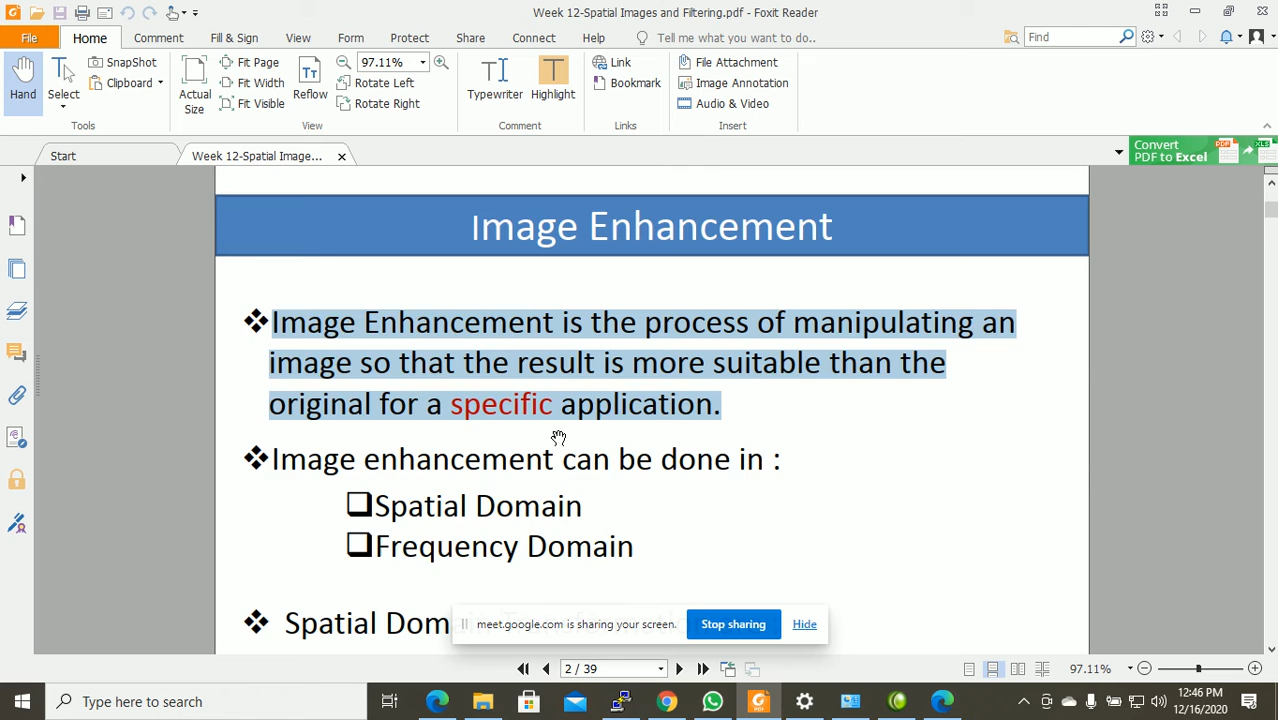 Week 12-Spatial Images and Filtering.pdf - Foxit Reader
File Home Comment Fill & Sign View Form Protect Share Connect Help Tell me what you want to do.. Find
Hand
Select
SnapShot
Clipboard
Tools
Actual
Size
Fit Page
Fit Width
Fit Visible
Reflow
97.11%
Rotate Left
Rotate Right
View
Typewriter
Highlight
Comment
Link
Bookmark
Links
File Attachment
Image Annotation
Audio & Video
Insert
Start Week 12-Spatial Image...
Convert
PDF to Excel
Image Enhancement
❖Image Enhancement is the process of manipulating an
image so that the result is more suitable than the
original for a specific application.
❖Image enhancement can be done in :
❑Spatial Domain
❑Frequency Domain
❖ Spatial Dom
meet.google.com is sharing your screen. Stop sharing Hide
2 / 39 97.11%
Type here to search
12:46 PM
12/16/2020